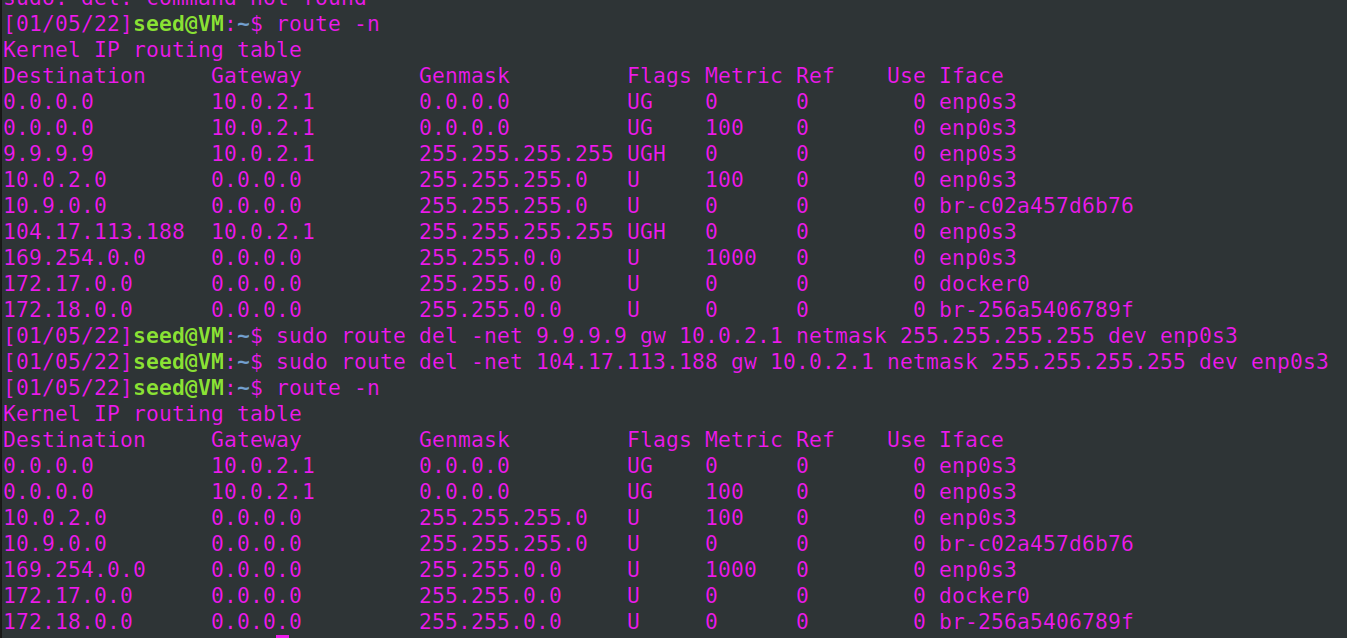 sudo: del: command not found
[01/05/22]seed@VM:~$ route -n
Kernel IP routing table
Destination     Gateway         Genmask         Flags Metric Ref    Use Iface
0.0.0.0         10.0.2.1        0.0.0.0         UG    0      0        0 enp0s3
0.0.0.0         10.0.2.1        0.0.0.0         UG    100    0        0 enp0s3
9.9.9.9         10.0.2.1        255.255.255.255 UGH   0      0        0 enp0s3
10.0.2.0        0.0.0.0         255.255.255.0   U     100    0        0 enp0s3
10.9.0.0        0.0.0.0         255.255.255.0   U     0      0        0 br-c02a457d6b76
104.17.113.188  10.0.2.1        255.255.255.255 UGH   0      0        0 enp0s3
169.254.0.0     0.0.0.0         255.255.0.0     U     1000   0        0 enp0s3
172.17.0.0      0.0.0.0         255.255.0.0     U     0      0        0 docker0
172.18.0.0      0.0.0.0         255.255.0.0     U     0      0        0 br-256a5406789f
[01/05/22]seed@VM:~$ sudo route del -net 9.9.9.9 gw 10.0.2.1 netmask 255.255.255.255 dev enp0s3
[01/05/22]seed@VM:~$ sudo route del -net 104.17.113.188 gw 10.0.2.1 netmask 255.255.255.255 dev enp0s3
[01/05/22]seed@VM:~$ route -n
Kernel IP routing table
Destination     Gateway         Genmask         Flags Metric Ref    Use Iface
0.0.0.0         10.0.2.1        0.0.0.0         UG    0      0        0 enp0s3
0.0.0.0         10.0.2.1        0.0.0.0         UG    100    0        0 enp0s3
10.0.2.0        0.0.0.0         255.255.255.0   U     100    0        0 enp0s3
10.9.0.0        0.0.0.0         255.255.255.0   U     0      0        0 br-c02a457d6b76
169.254.0.0     0.0.0.0         255.255.0.0     U     1000   0        0 enp0s3
172.17.0.0      0.0.0.0         255.255.0.0     U     0      0        0 docker0
172.18.0.0      0.0.0.0         255.255.0.0     U     0      0        0 br-256a5406789f